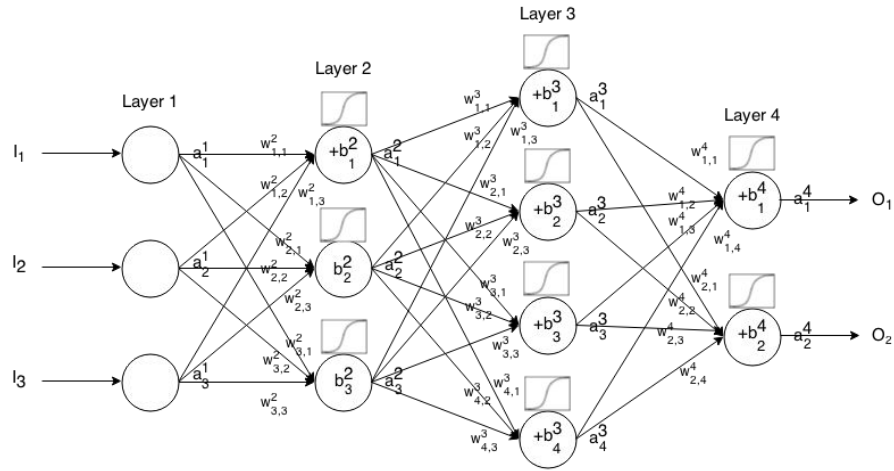 Layer 3
Layer 2
Layer 1
Layer 4
I₁
I₂
I₃
a¹₁
a¹₂
a¹₃
w²₁,₁
w²₁,₂
w²₁,₃
w²₂,₁
w²₂,₂
w²₂,₃
w²₃,₁
w²₃,₂
w²₃,₃
+b²₁
b²₂
b²₃
a²₁
a²₂
a²₃
w³₁,₁
w³₁,₂
w³₁,₃
w³₂,₁
w³₂,₂
w³₂,₃
w³₃,₁
w³₃,₂
w³₃,₃
w³₄,₁
w³₄,₂
w³₄,₃
+b³₁
+b³₂
+b³₃
+b³₄
a³₁
a³₂
a³₃
a³₄
w⁴₁,₁
w⁴₁,₂
w⁴₁,₃
w⁴₁,₄
w⁴₂,₁
w⁴₂,₂
w⁴₂,₃
w⁴₂,₄
+b⁴₁
+b⁴₂
a⁴₁
a⁴₂
O₁
O₂